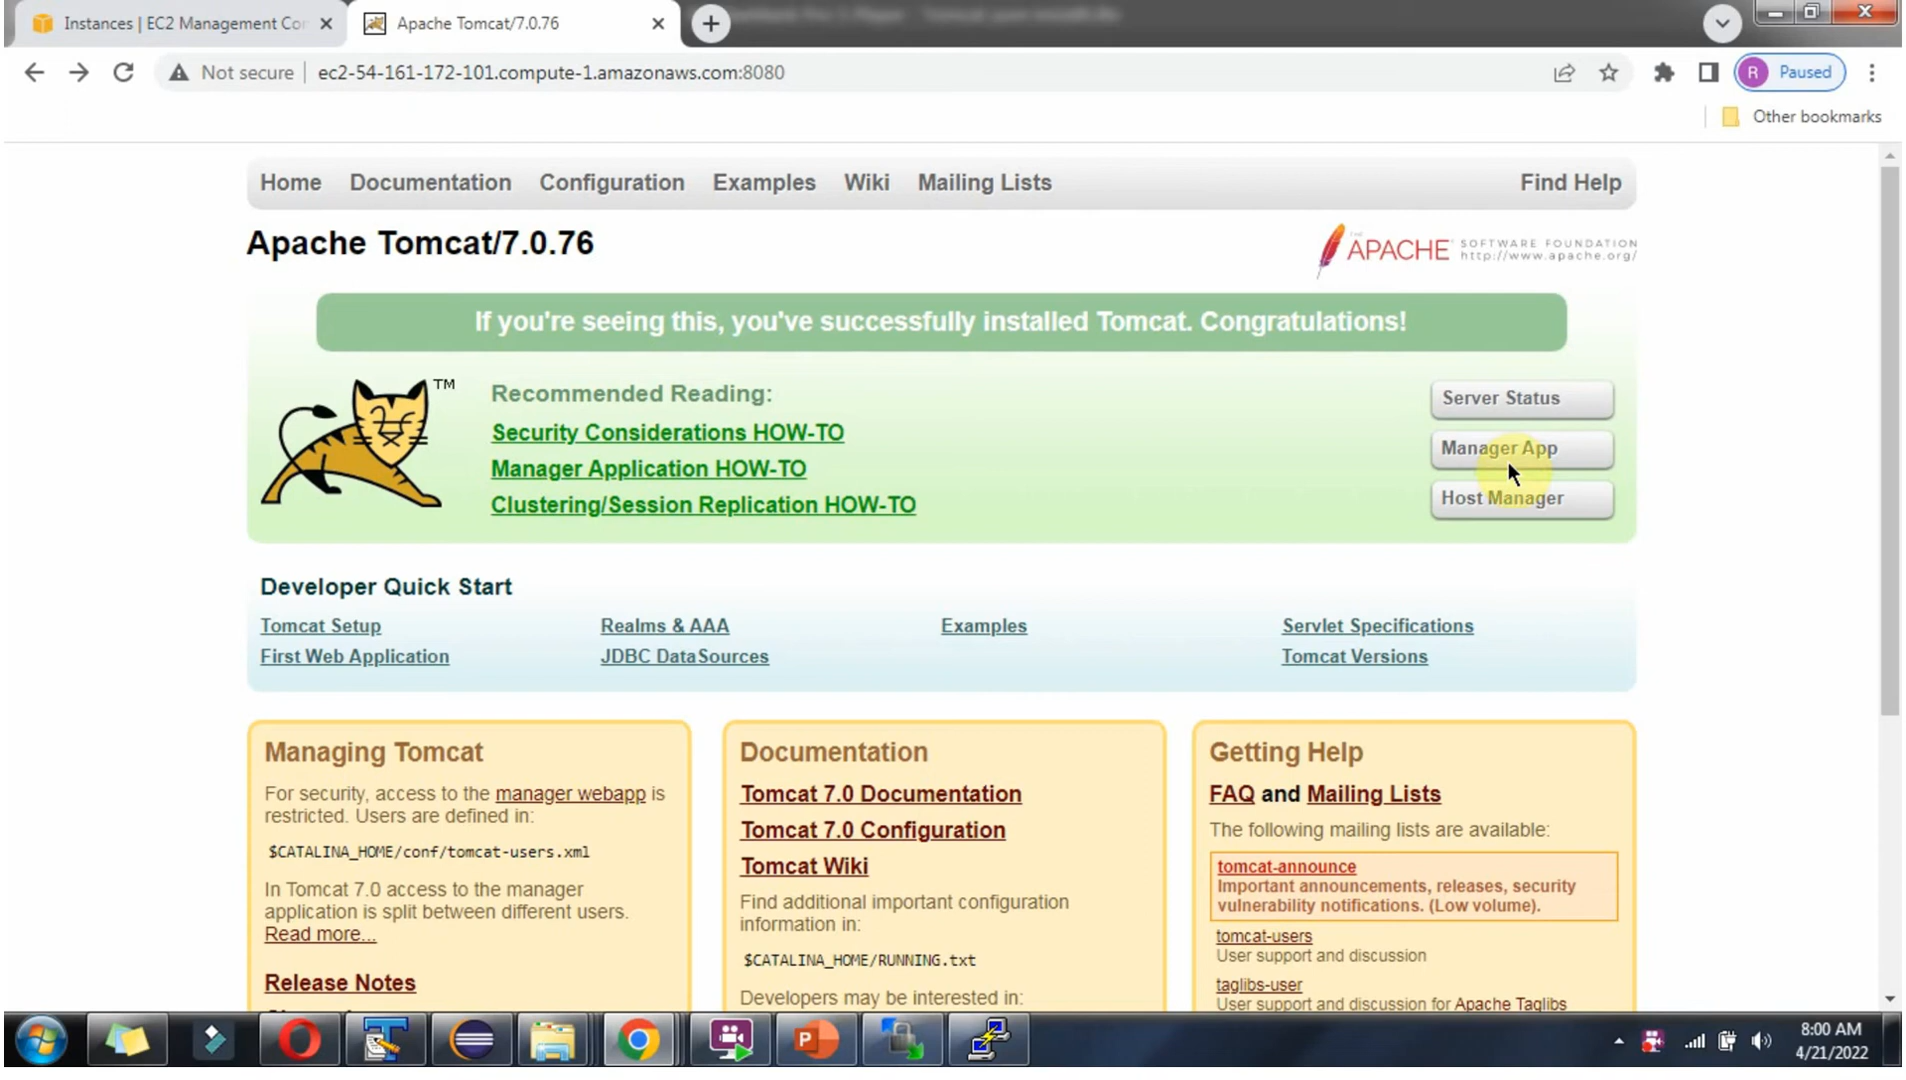 Instances | EC2 Management Con
Apache Tomcat/7.0.76
Not secure
ec2-54-161-172-101.compute-1.amazonaws.com:8080
R
Paused
Other bookmarks
Home
Documentation
Configuration
Examples
Wiki
Mailing Lists
Find Help
Apache Tomcat/7.0.76
THE
APACHE
SOFTWARE FOUNDATION
http://www.apache.org/
If you're seeing this, you've successfully installed Tomcat. Congratulations!
TM
Recommended Reading:
Security Considerations HOW-TO
Manager Application HOW-TO
Clustering/Session Replication HOW-TO
Server Status
Manager App
Host Manager
Developer Quick Start
Tomcat Setup
First Web Application
Realms & AAA
JDBC DataSources
Examples
Servlet Specifications
Tomcat Versions
Managing Tomcat
For security, access to the manager webapp is
restricted. Users are defined in:
$CATALINA_HOME/conf/tomcat-users.xml
In Tomcat 7.0 access to the manager
application is split between different users.
Read more...
Release Notes
Documentation
Tomcat 7.0 Documentation
Tomcat 7.0 Configuration
Tomcat Wiki
Find additional important configuration
information in:
$CATALINA_HOME/RUNNING.txt
Developers may be interested in:
Getting Help
FAQ and Mailing Lists
The following mailing lists are available:
tomcat-announce
Important announcements, releases, security
vulnerability notifications. (Low volume).
tomcat-users
User support and discussion
taglibs-user
User support and discussion for Apache Taglibs
P
8:00 AM
4/21/2022